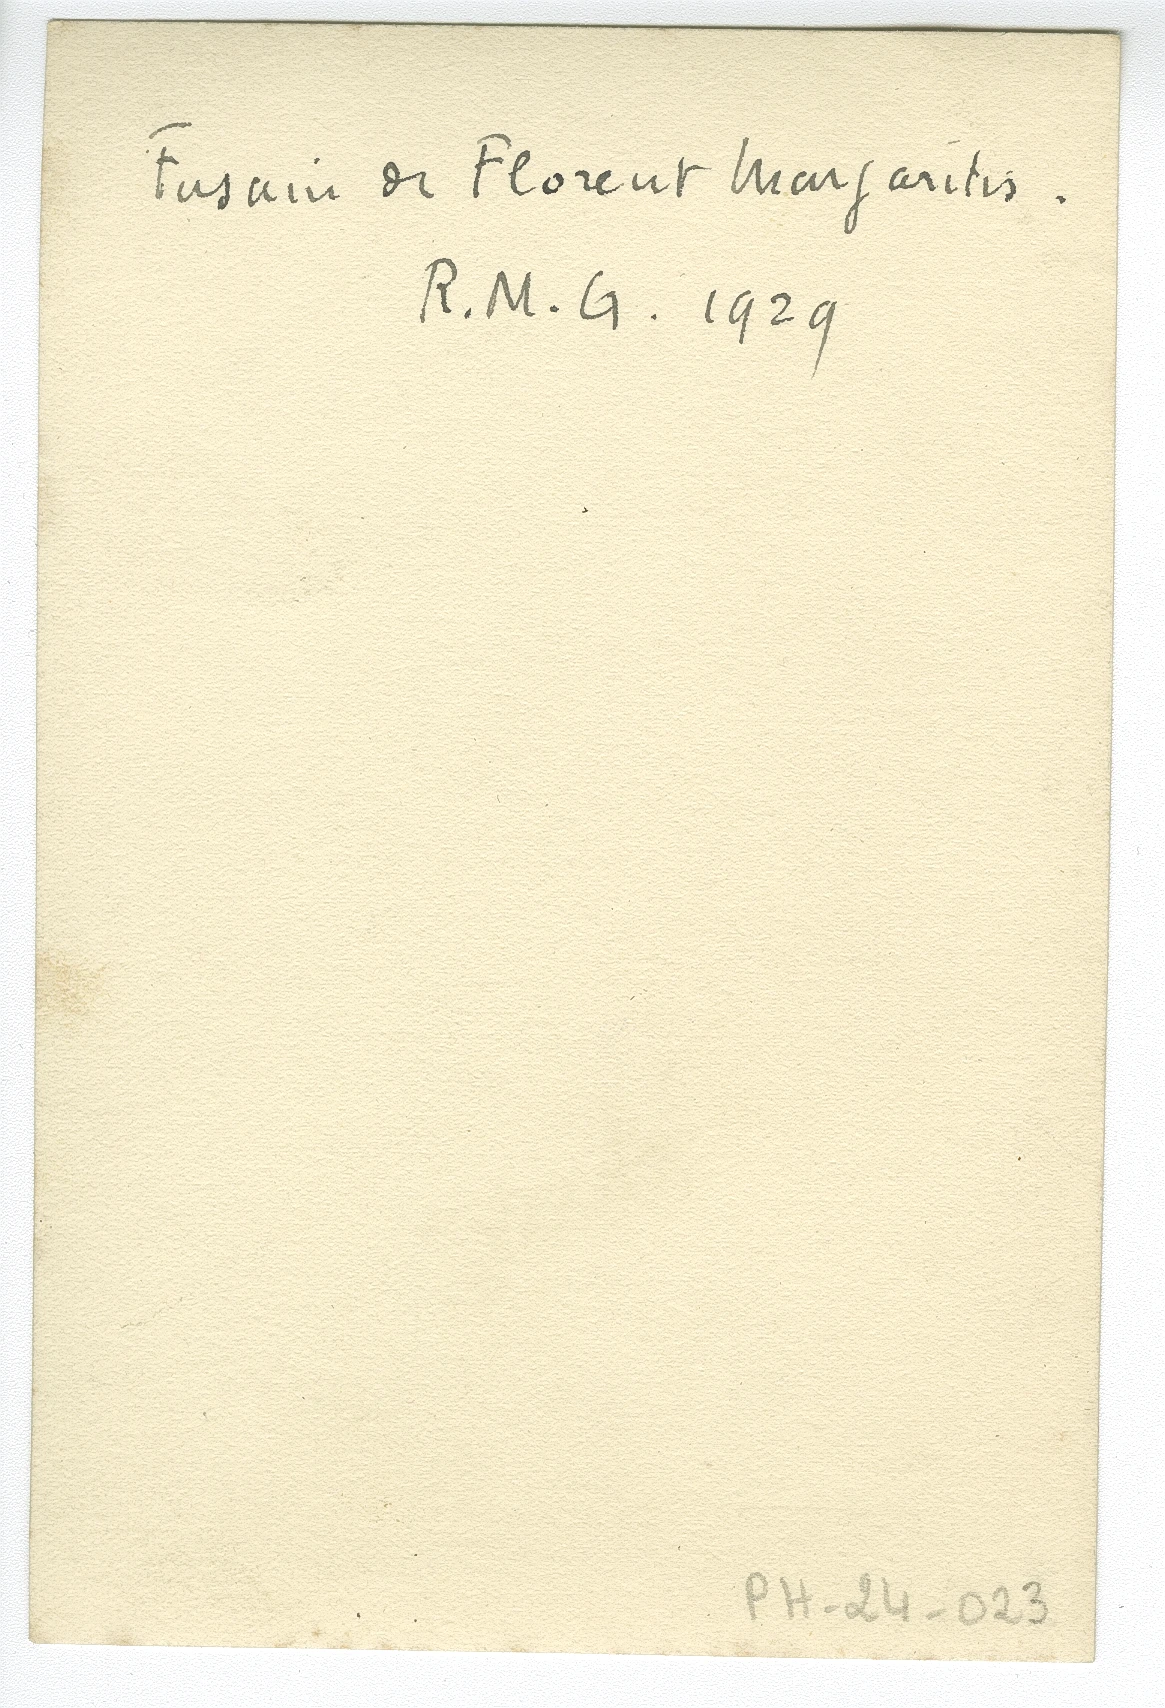 Fusain de Florent Margaritis.
R.M.G. 1929
PH-24-023